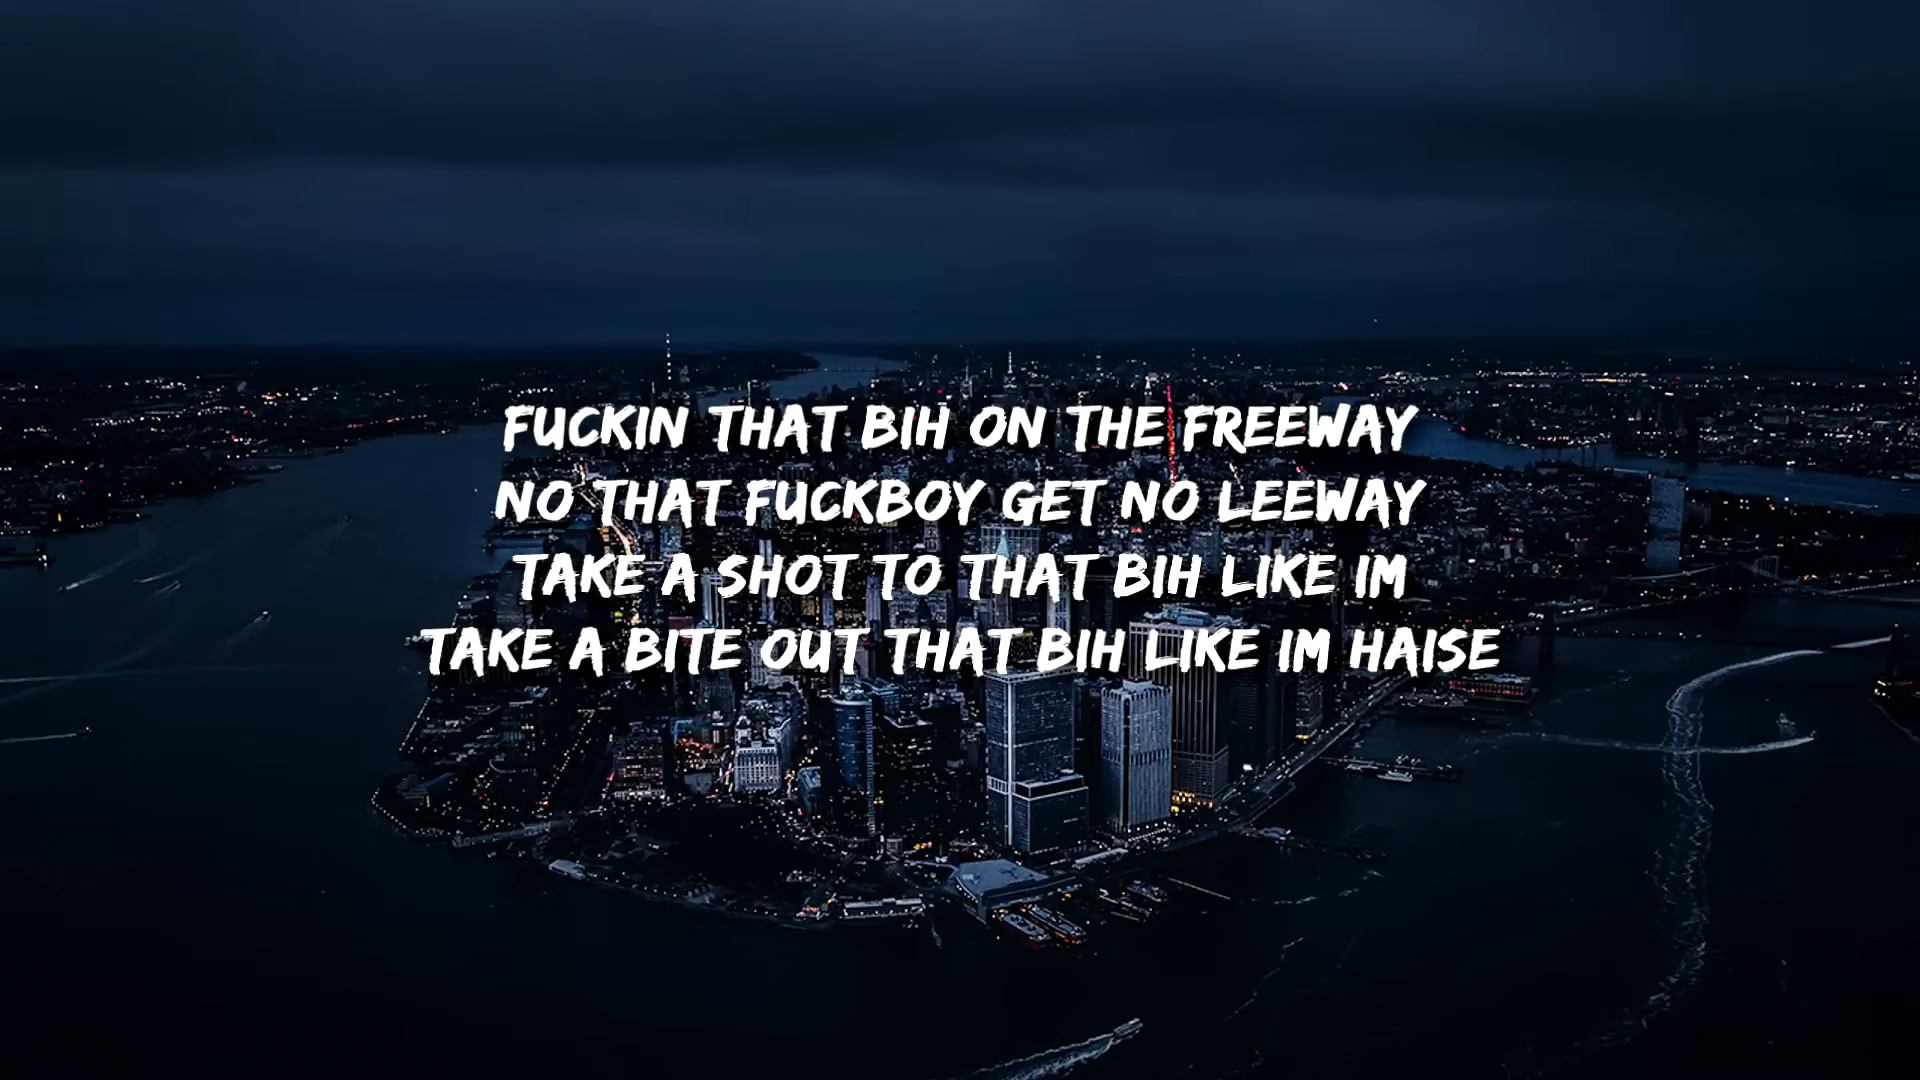 FUCKIN THAT BIH ON THE FREEWAY
NO THAT FUCKBOY GET NO LEEWAY
TAKE A SHOT TO THAT BIH LIKE IM
TAKE A BITE OUT THAT BIH LIKE IM HAISE